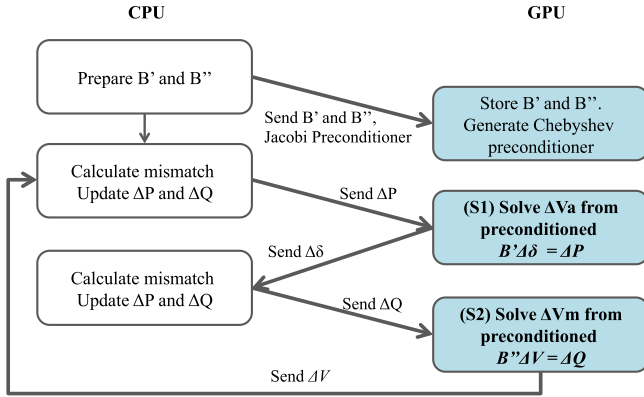 CPU
GPU
Prepare B’ and B’’
Send B’ and B’’,
Jacobi Preconditioner
Store B’ and B’’.
Generate Chebyshev
preconditioner
Calculate mismatch
Update ΔP and ΔQ
Send ΔP
(S1) Solve ΔVa from
preconditioned
B’Δδ = ΔP
Send Δδ
Calculate mismatch
Update ΔP and ΔQ
Send ΔQ
(S2) Solve ΔVm from
preconditioned
B’’ΔV = ΔQ
Send ΔV